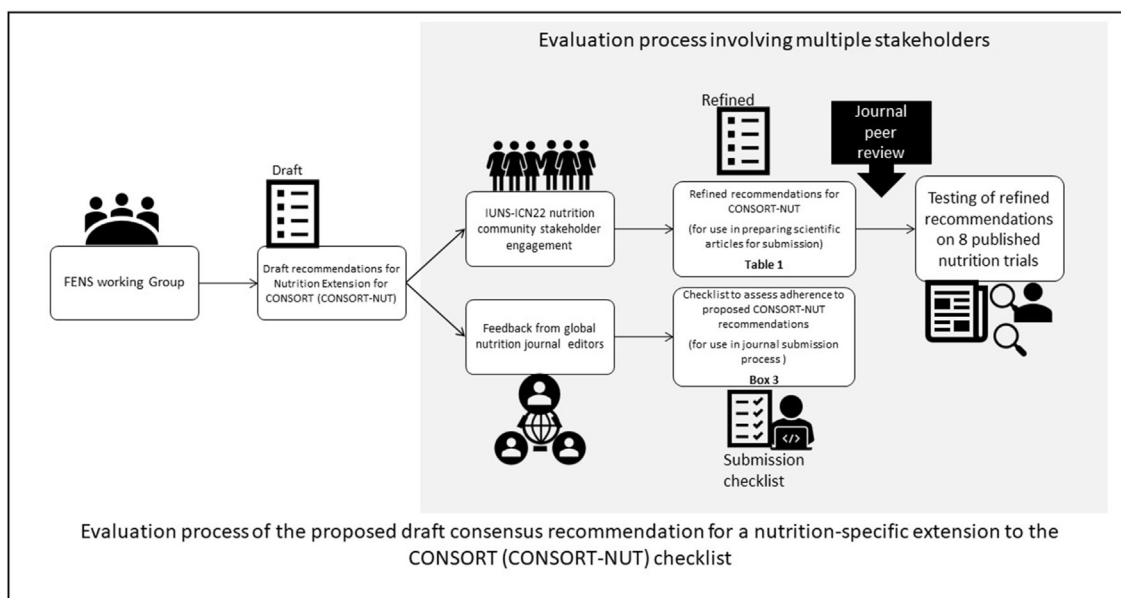 Evaluation process involving multiple stakeholders
FENS working Group
Draft
Draft recommendations for
Nutrition Extension for
CONSORT (CONSORT-NUT)
IUNS-ICN22 nutrition
community stakeholder
engagement
Refined
Refined recommendations for
CONSORT-NUT
(for use in preparing scientific
articles for submission)
Table 1
Journal
peer
review
Testing of refined
recommendations
on 8 published
nutrition trials
Feedback from global
nutrition journal editors
Checklist to assess adherence to
proposed CONSORT-NUT
recommendations
(for use in journal submission
process )
Box 3
Submission
checklist
Evaluation process of the proposed draft consensus recommendation for a nutrition-specific extension to the
CONSORT (CONSORT-NUT) checklist